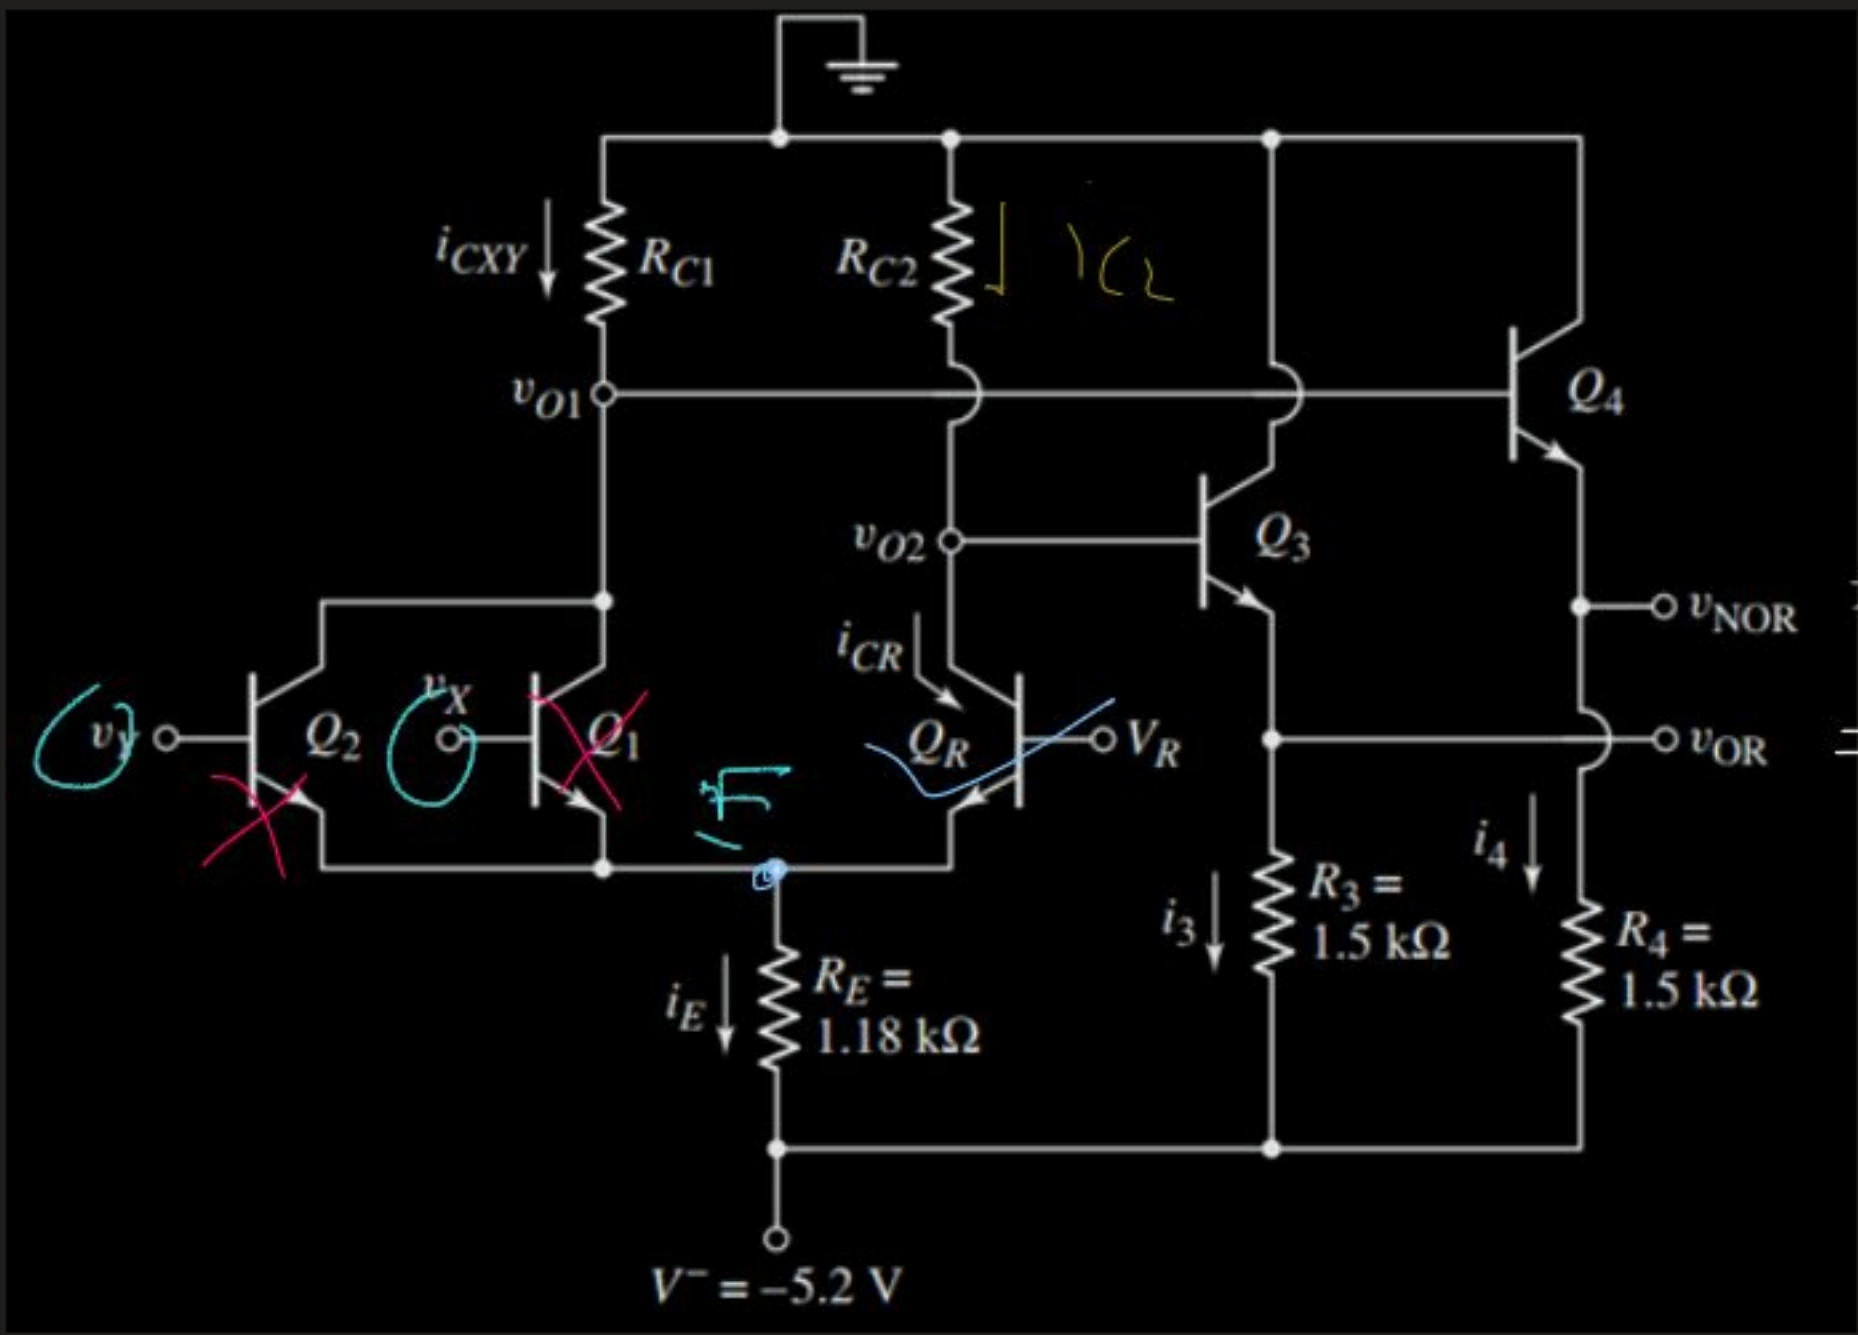 i_CXY
R_C1
R_C2
i_C2
v_O1
Q_4
v_O2
Q_3
v_NOR
i_CR
v_Y
Q_2
v_X
Q_1
Q_R
V_R
v_OR
i_4
R_3 =
1.5 kΩ
i_3
R_4 =
1.5 kΩ
i_E
R_E =
1.18 kΩ
V⁻ = −5.2 V